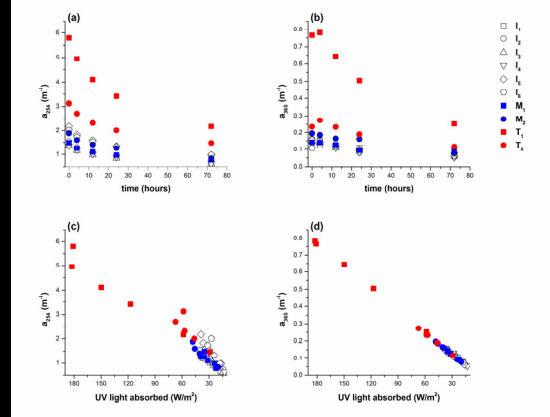 (a)
6
5
4
3
2
1
a254 (m-1)
0 10 20 30 40 50 60 70 80
time (hours)
(b)
0.8
0.7
0.6
0.5
0.4
0.3
0.2
0.1
0.0
a365 (m-1)
0 10 20 30 40 50 60 70 80
time (hours)
I1
I2
I3
I4
I5
I6
M1
M2
T1
T2
(c)
6
5
4
3
2
1
a254 (m-1)
180 150 120 90 60 30
UV light absorbed (W/m2)
(d)
0.8
0.7
0.6
0.5
0.4
0.3
0.2
0.1
0.0
a365 (m-1)
180 150 120 90 60 30
UV light absorbed (W/m2)